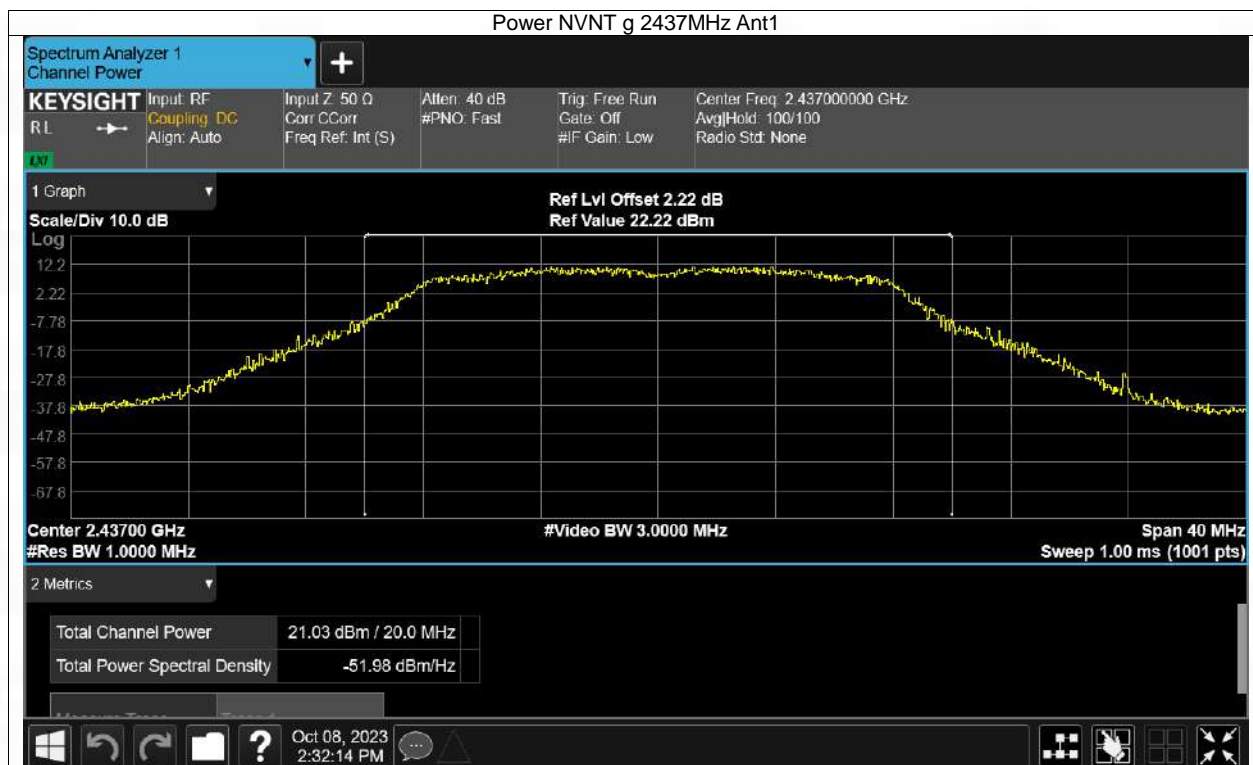 Power NVNT g 2437MHz Ant1
Spectrum Analyzer 1
Channel Power
KEYSIGHT
RL
LXI
Input: RF
Coupling: DC
Align: Auto
Input Z: 50 Ω
Corr CCorr
Freq Ref: Int (S)
Atten: 40 dB
#PNO: Fast
Trig: Free Run
Gate: Off
#IF Gain: Low
Center Freq: 2.437000000 GHz
Avg|Hold: 100/100
Radio Std: None
1 Graph
Scale/Div 10.0 dB
Ref Lvl Offset 2.22 dB
Ref Value 22.22 dBm
Log
12.2
2.22
-7.78
-17.8
-27.8
-37.8
-47.8
-57.8
-67.8
Center 2.43700 GHz
#Res BW 1.0000 MHz
#Video BW 3.0000 MHz
Span 40 MHz
Sweep 1.00 ms (1001 pts)
2 Metrics
Total Channel Power 21.03 dBm / 20.0 MHz
Total Power Spectral Density -51.98 dBm/Hz
?
Oct 08, 2023
2:32:14 PM